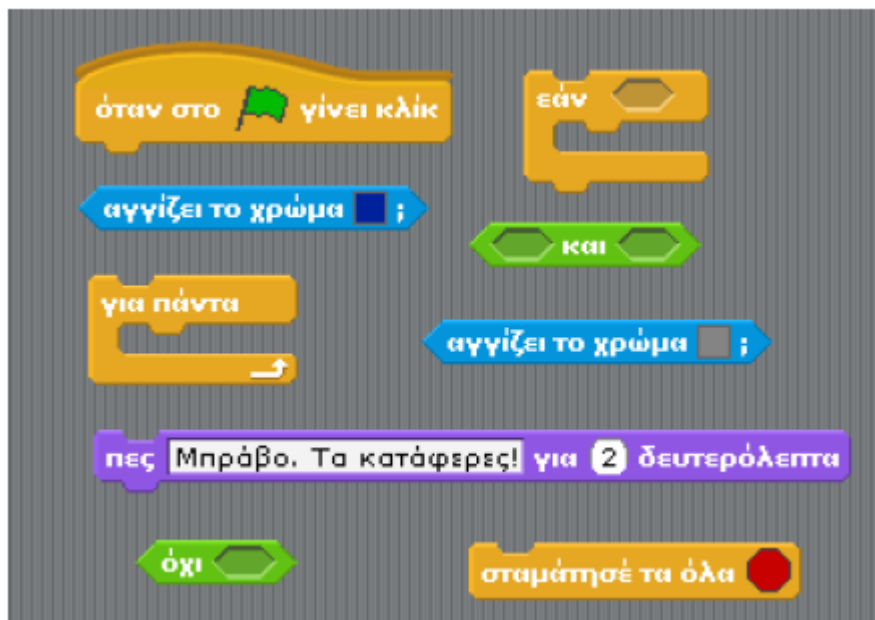 όταν στο γίνει κλίκ
εάν
αγγίζει το χρώμα ;
και
για πάντα
αγγίζει το χρώμα ;
πες Μπράβο. Τα κατάφερες! για 2 δευτερόλεπτα
όχι
σταμάτησέ τα όλα